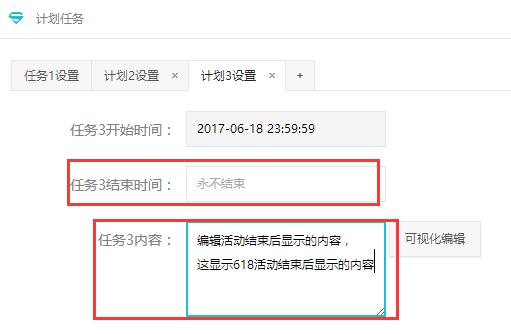 计划任务
任务1设置 计划2设置 × 计划3设置 × +
任务3开始时间： 2017-06-18 23:59:59
任务3结束时间： 永不结束
任务3内容： 编辑活动结束后显示的内容， 可视化编辑
这显示618活动结束后显示的内容